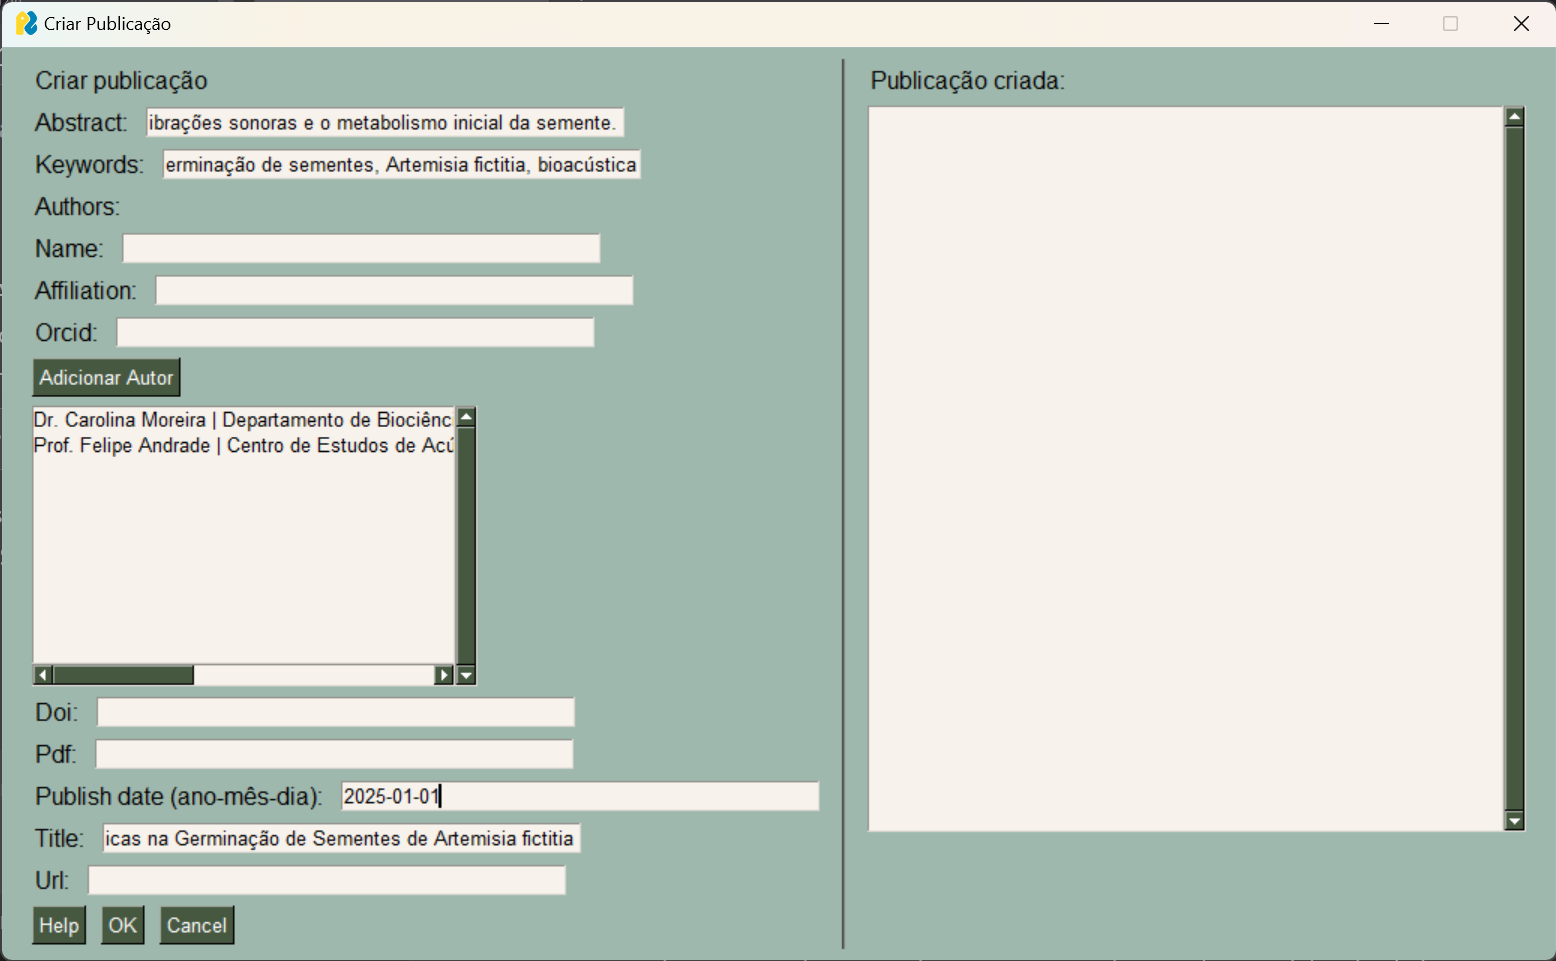 Criar Publicação
Criar publicação
Abstract: ibrações sonoras e o metabolismo inicial da semente.
Keywords: erminação de sementes, Artemisia fictitia, bioacústica
Authors:
Name:
Affiliation:
Orcid:
Adicionar Autor
Dr. Carolina Moreira | Departamento de Biociênc
Prof. Felipe Andrade | Centro de Estudos de Acú
Doi:
Pdf:
Publish date (ano-mês-dia): 2025-01-01
Title: icas na Germinação de Sementes de Artemisia fictitia
Url:
Help OK Cancel
Publicação criada: